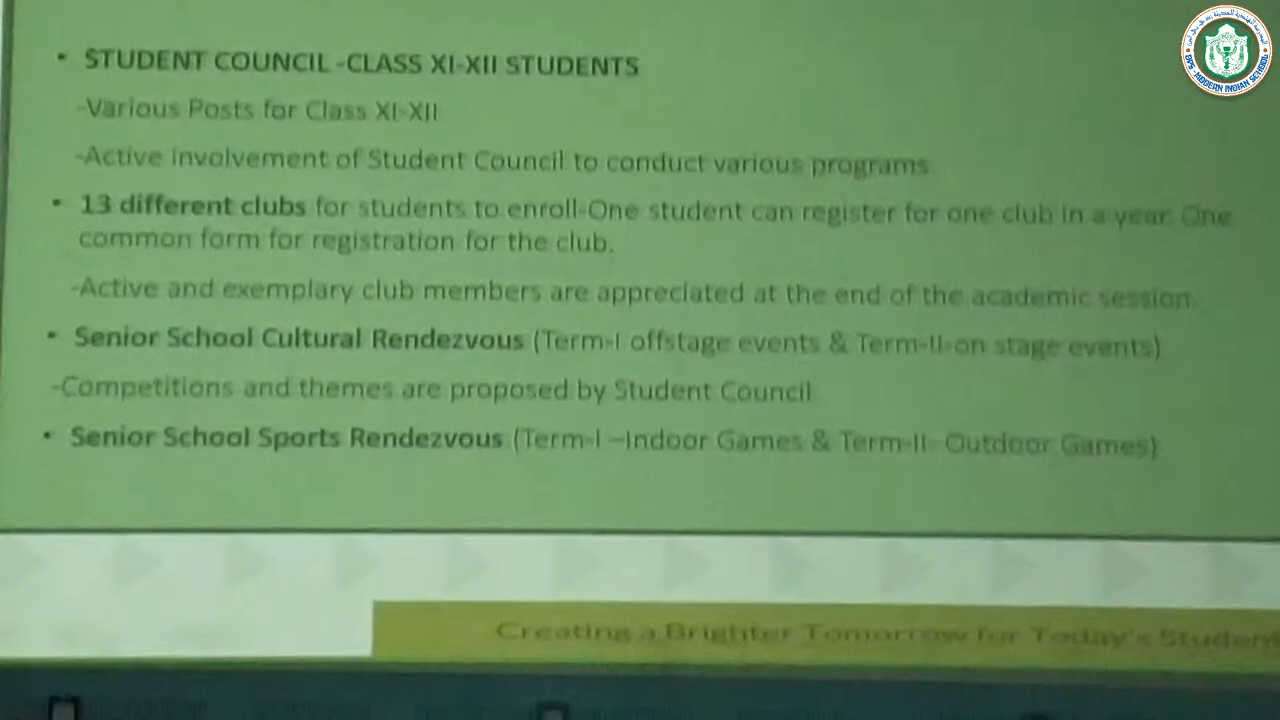 • STUDENT COUNCIL -CLASS XI-XII STUDENTS
-Various Posts for Class XI-XII
-Active involvement of Student Council to conduct various programs
• 13 different clubs for students to enroll-One student can register for one club in a year. One
common form for registration for the club.
-Active and exemplary club members are appreciated at the end of the academic session.
• Senior School Cultural Rendezvous (Term-I offstage events & Term-II-on stage events)
-Competitions and themes are proposed by Student Council
• Senior School Sports Rendezvous (Term-I –Indoor Games & Term-II- Outdoor Games)
Creating a Brighter Tomorrow for Today's Student
DPS - MODERN INDIAN SCHOOL